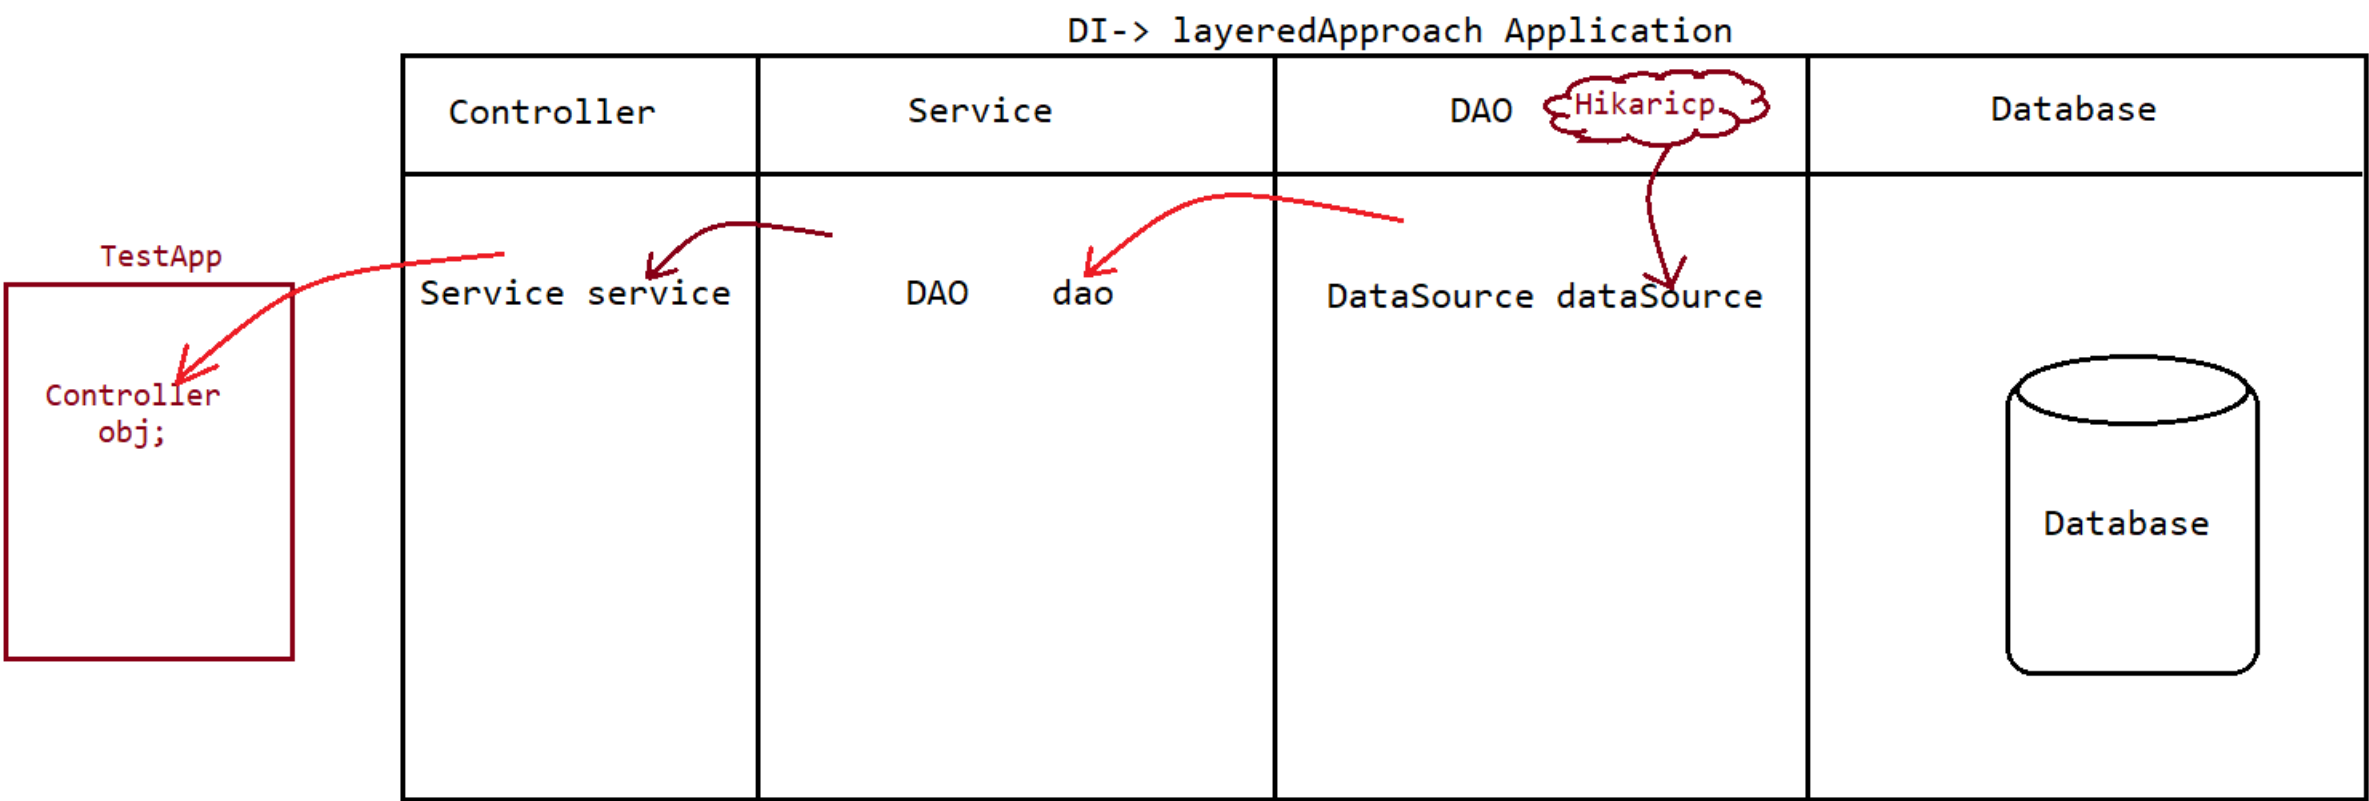 DI-> layeredApproach Application
Controller
Service
DAO
Hikaricp
Database
TestApp
Controller
obj;
Service service
DAO dao
DataSource dataSource
Database